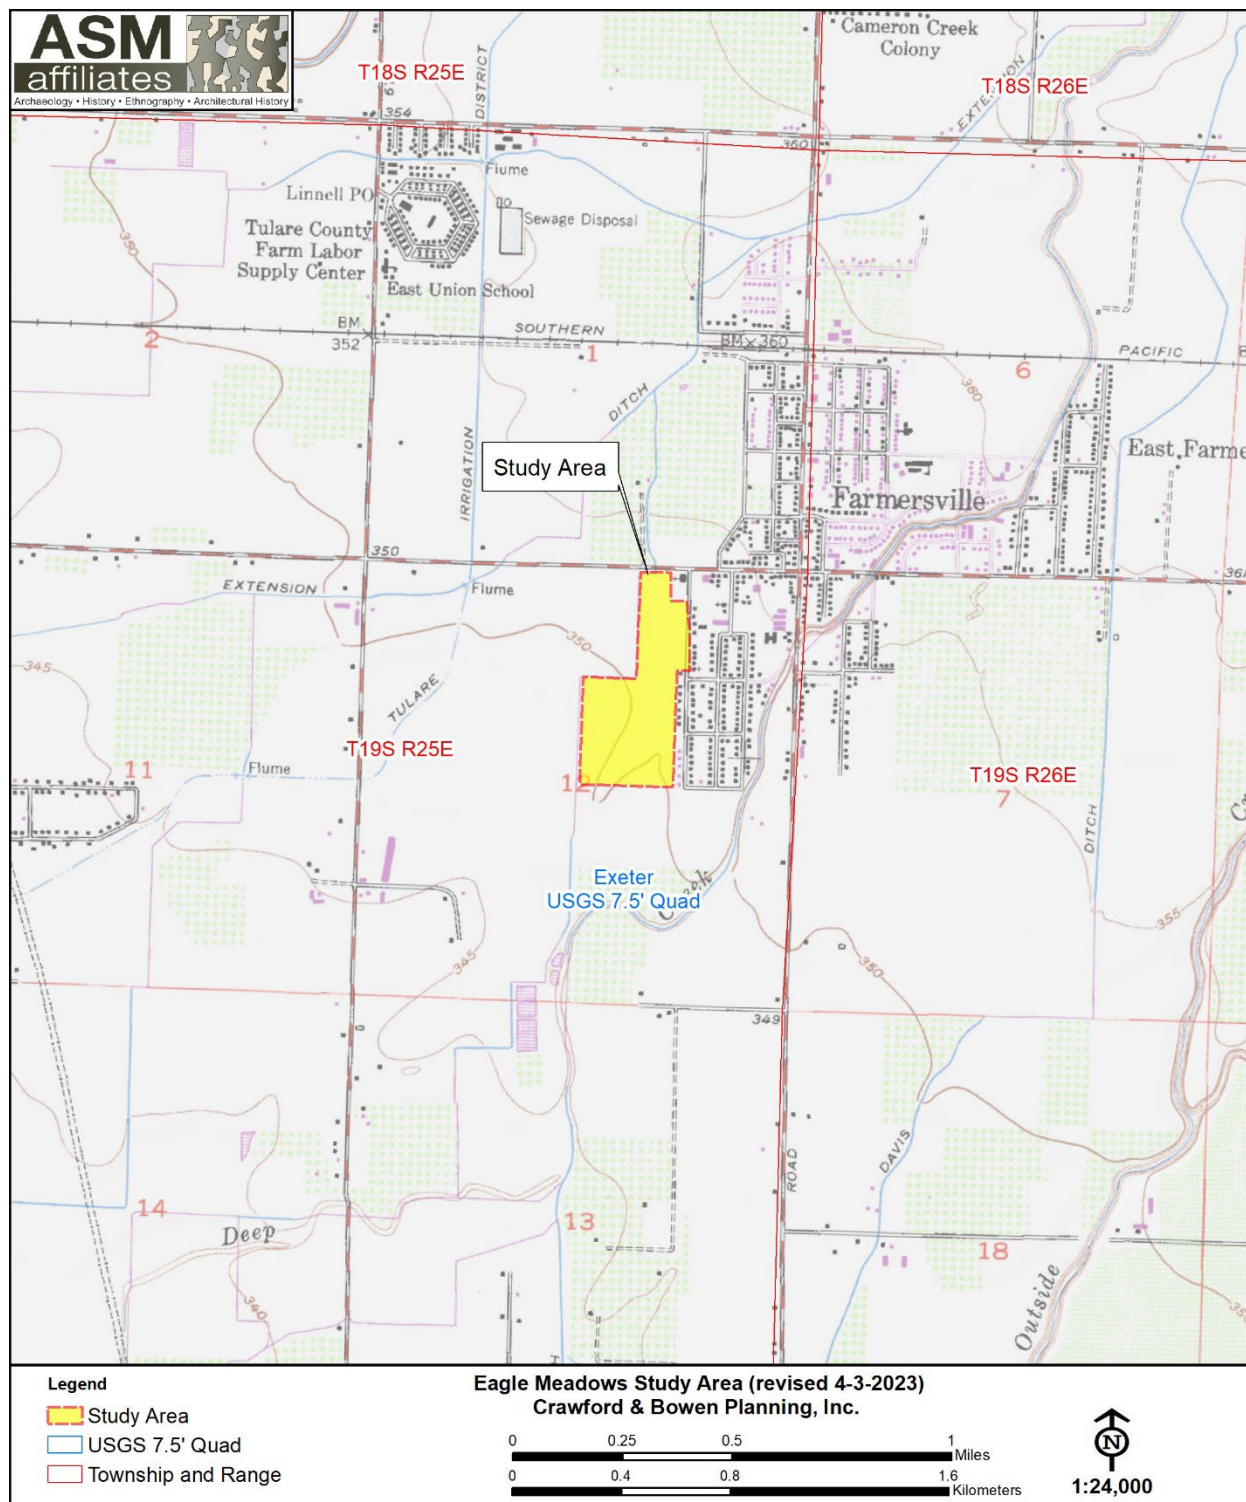 ASM
affiliates
Archaeology • History • Ethnography • Architectural History
Cameron Creek
Colony
T18S R25E
DISTRICT
T18S R26E
EXTENSION
354
360
Flume
Linnell PO
Sewage Disposal
Tulare County
Farm Labor
Supply Center
350
East Union School
BM
352
SOUTHERN
BM×360
PACIFIC
2
1
6
360
DITCH
East Farme
Study Area
IRRIGATION
Farmersville
350
361
EXTENSION
Flume
350
345
TULARE
T19S R25E
Flume
11
12
T19S R26E
7
DITCH
Exeter
USGS 7.5' Quad
Creek
355
345
350
349
DAVIS
ROAD
14
13
Deep
18
Outside
340
Legend
Study Area
USGS 7.5' Quad
Township and Range
Eagle Meadows Study Area (revised 4-3-2023)
Crawford & Bowen Planning, Inc.
0 0.25 0.5 1
Miles
0 0.4 0.8 1.6
Kilometers
N
1:24,000